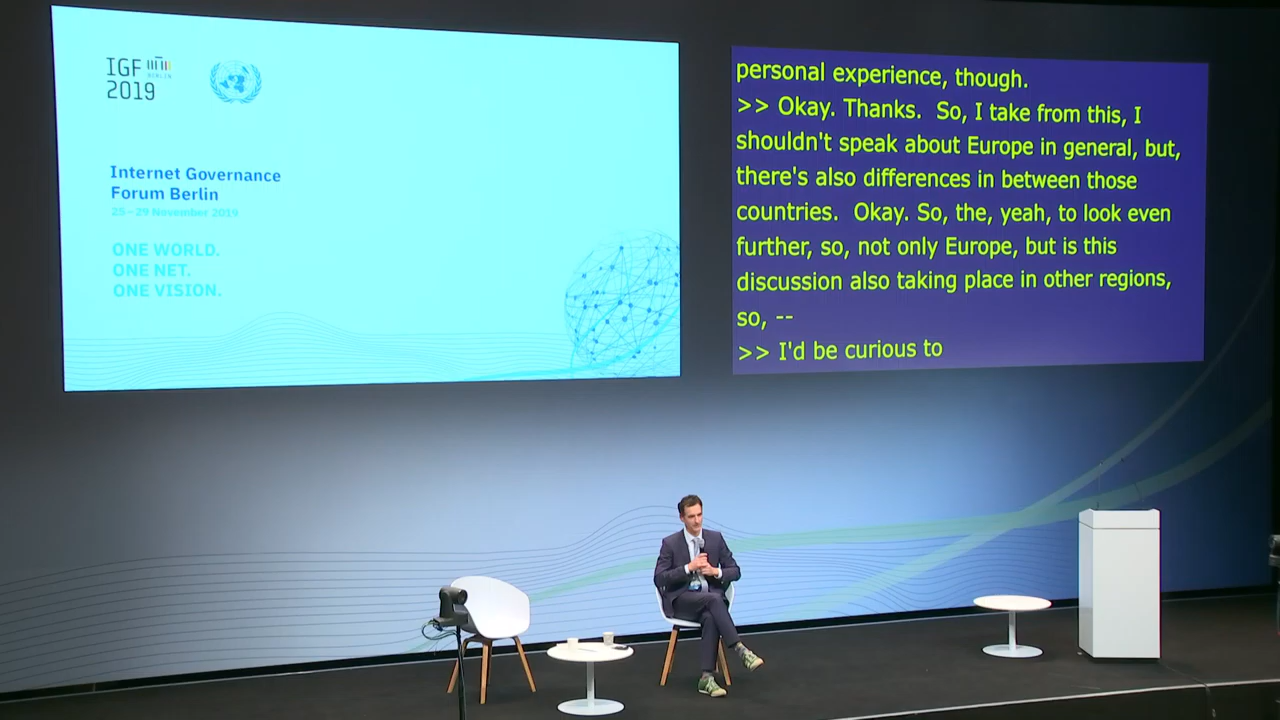 IGF
BERLIN
2019
Internet Governance
Forum Berlin
25–29 November 2019
ONE WORLD.
ONE NET.
ONE VISION.
personal experience, though.
>> Okay. Thanks.  So, I take from this, I
shouldn't speak about Europe in general, but,
there's also differences in between those
countries.  Okay. So, the, yeah, to look even
further, so, not only Europe, but is this
discussion also taking place in other regions,
so, --
>> I'd be curious to